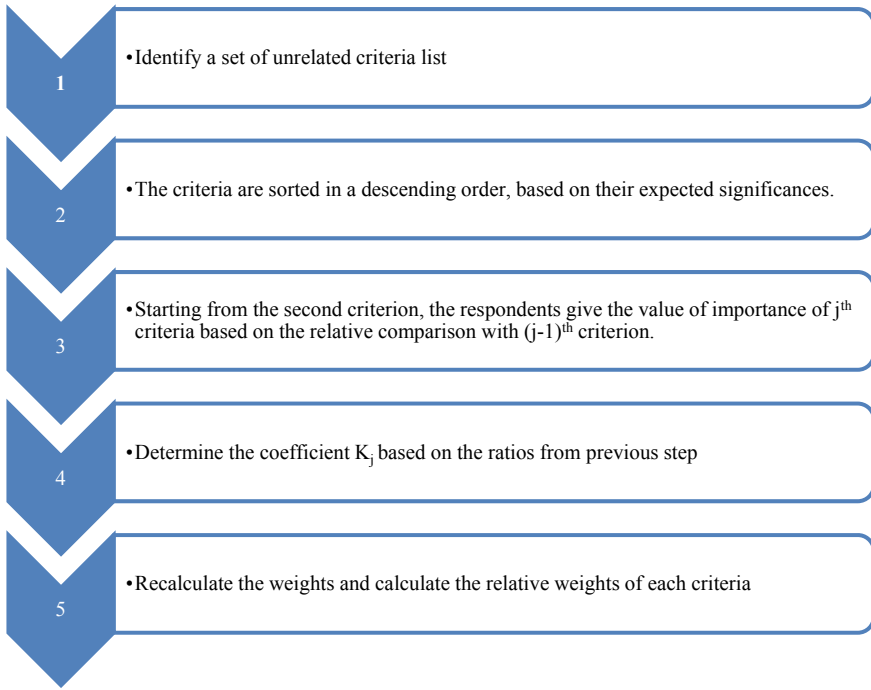 1
•Identify a set of unrelated criteria list
2
•The criteria are sorted in a descending order, based on their expected significances.
3
•Starting from the second criterion, the respondents give the value of importance of jth
criteria based on the relative comparison with (j-1)th criterion.
4
•Determine the coefficient Kj based on the ratios from previous step
5
•Recalculate the weights and calculate the relative weights of each criteria